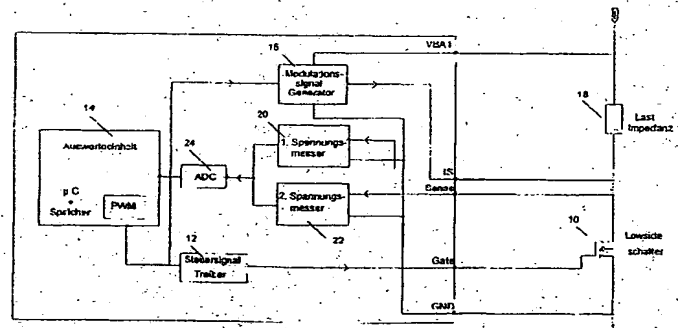 VBAT
16
Modulations-
signal
Generator
18
Last
Impedanz
14
20
Auswerteeinheit
24
1. Spannungs-
messer
IS
ADC
Sense
µC
+
Speicher
PWM
2. Spannungs-
messer
10
Lowside
schalter
12
22
Steuersignal
Treiber
Gate
GND